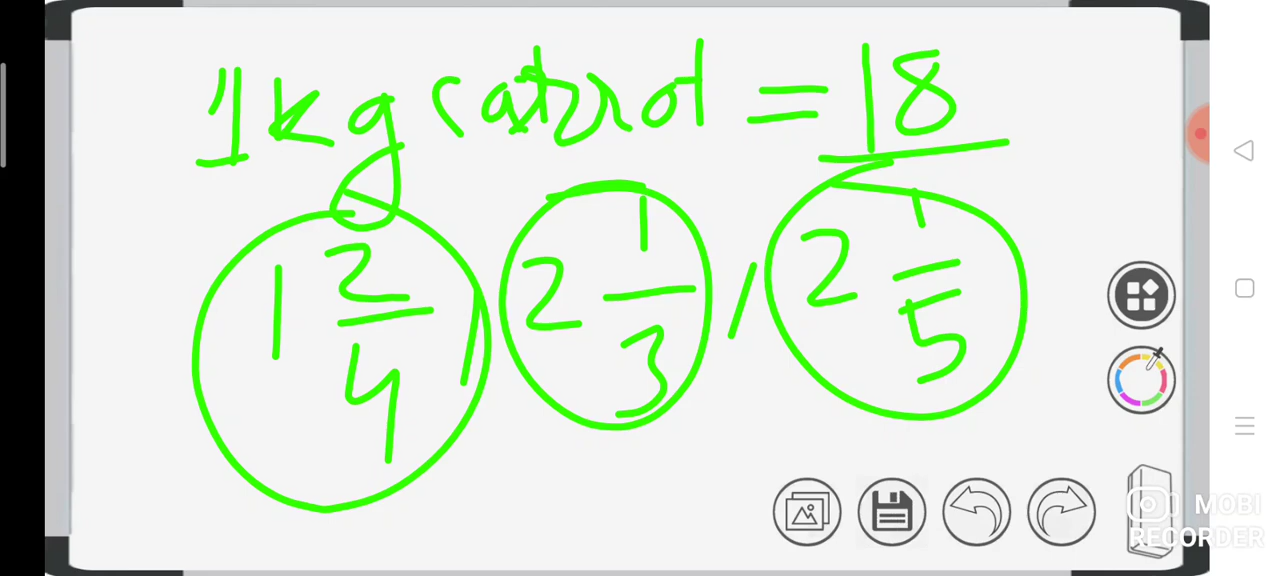 1kg carrot = 18
1 2/4, 2 1/3, 2 1/5
MOBI
RECORDER